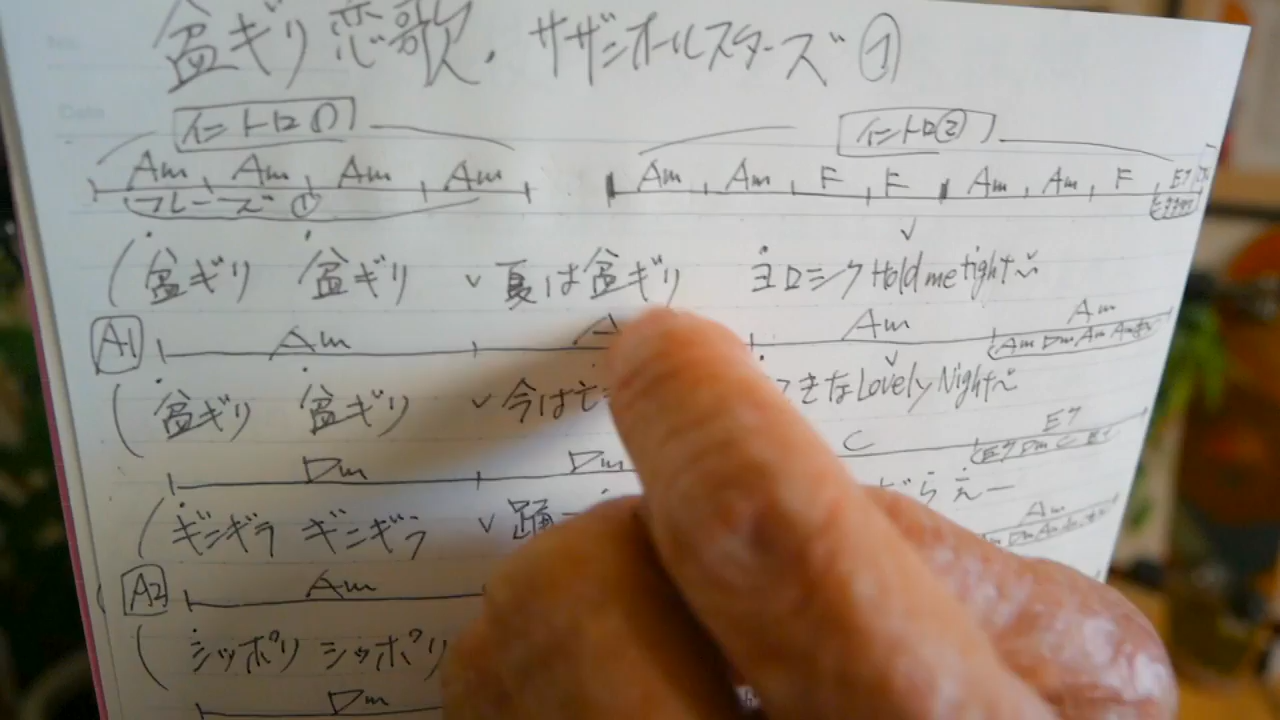 盆ギリ恋歌. サザンオールスターズ ①
イントロ① イントロ②
Am Am Am Am Am Am F F Am Am F E7
フレーズ①
( 盆ギリ 盆ギリ ∨ 夏は盆ギリ ヨロシク Hold me tight〜
A1 Am Am Am
Am Dm Am Am
( 盆ギリ 盆ギリ ∨ 今は亡 きな Lovely Night〜
Dm Dm C E7
E7 Dm C
( ギンギラ ギンギラ ∨ 踊 らえー
A2 Am Am
( シッポリ シッポリ
Dm